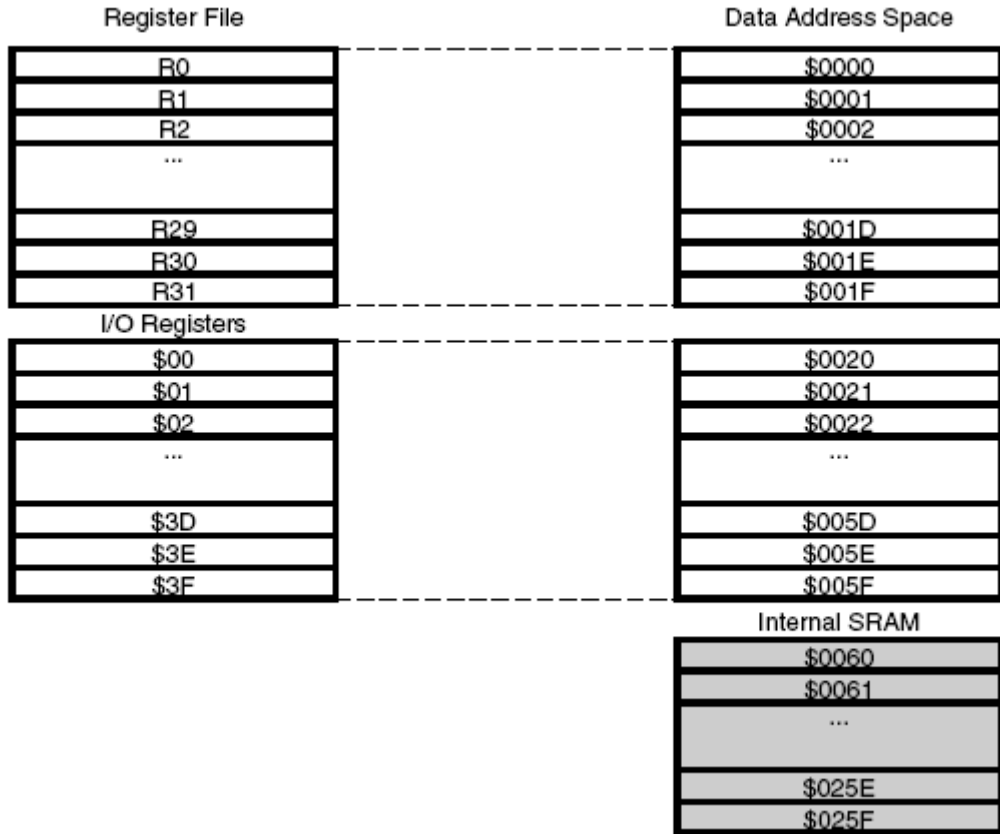 Register File
Data Address Space
R0
$0000
R1
$0001
R2
$0002
...
...
R29
$001D
R30
$001E
R31
$001F
I/O Registers
$00
$0020
$01
$0021
$02
$0022
...
...
$3D
$005D
$3E
$005E
$3F
$005F
Internal SRAM
$0060
$0061
...
$025E
$025F